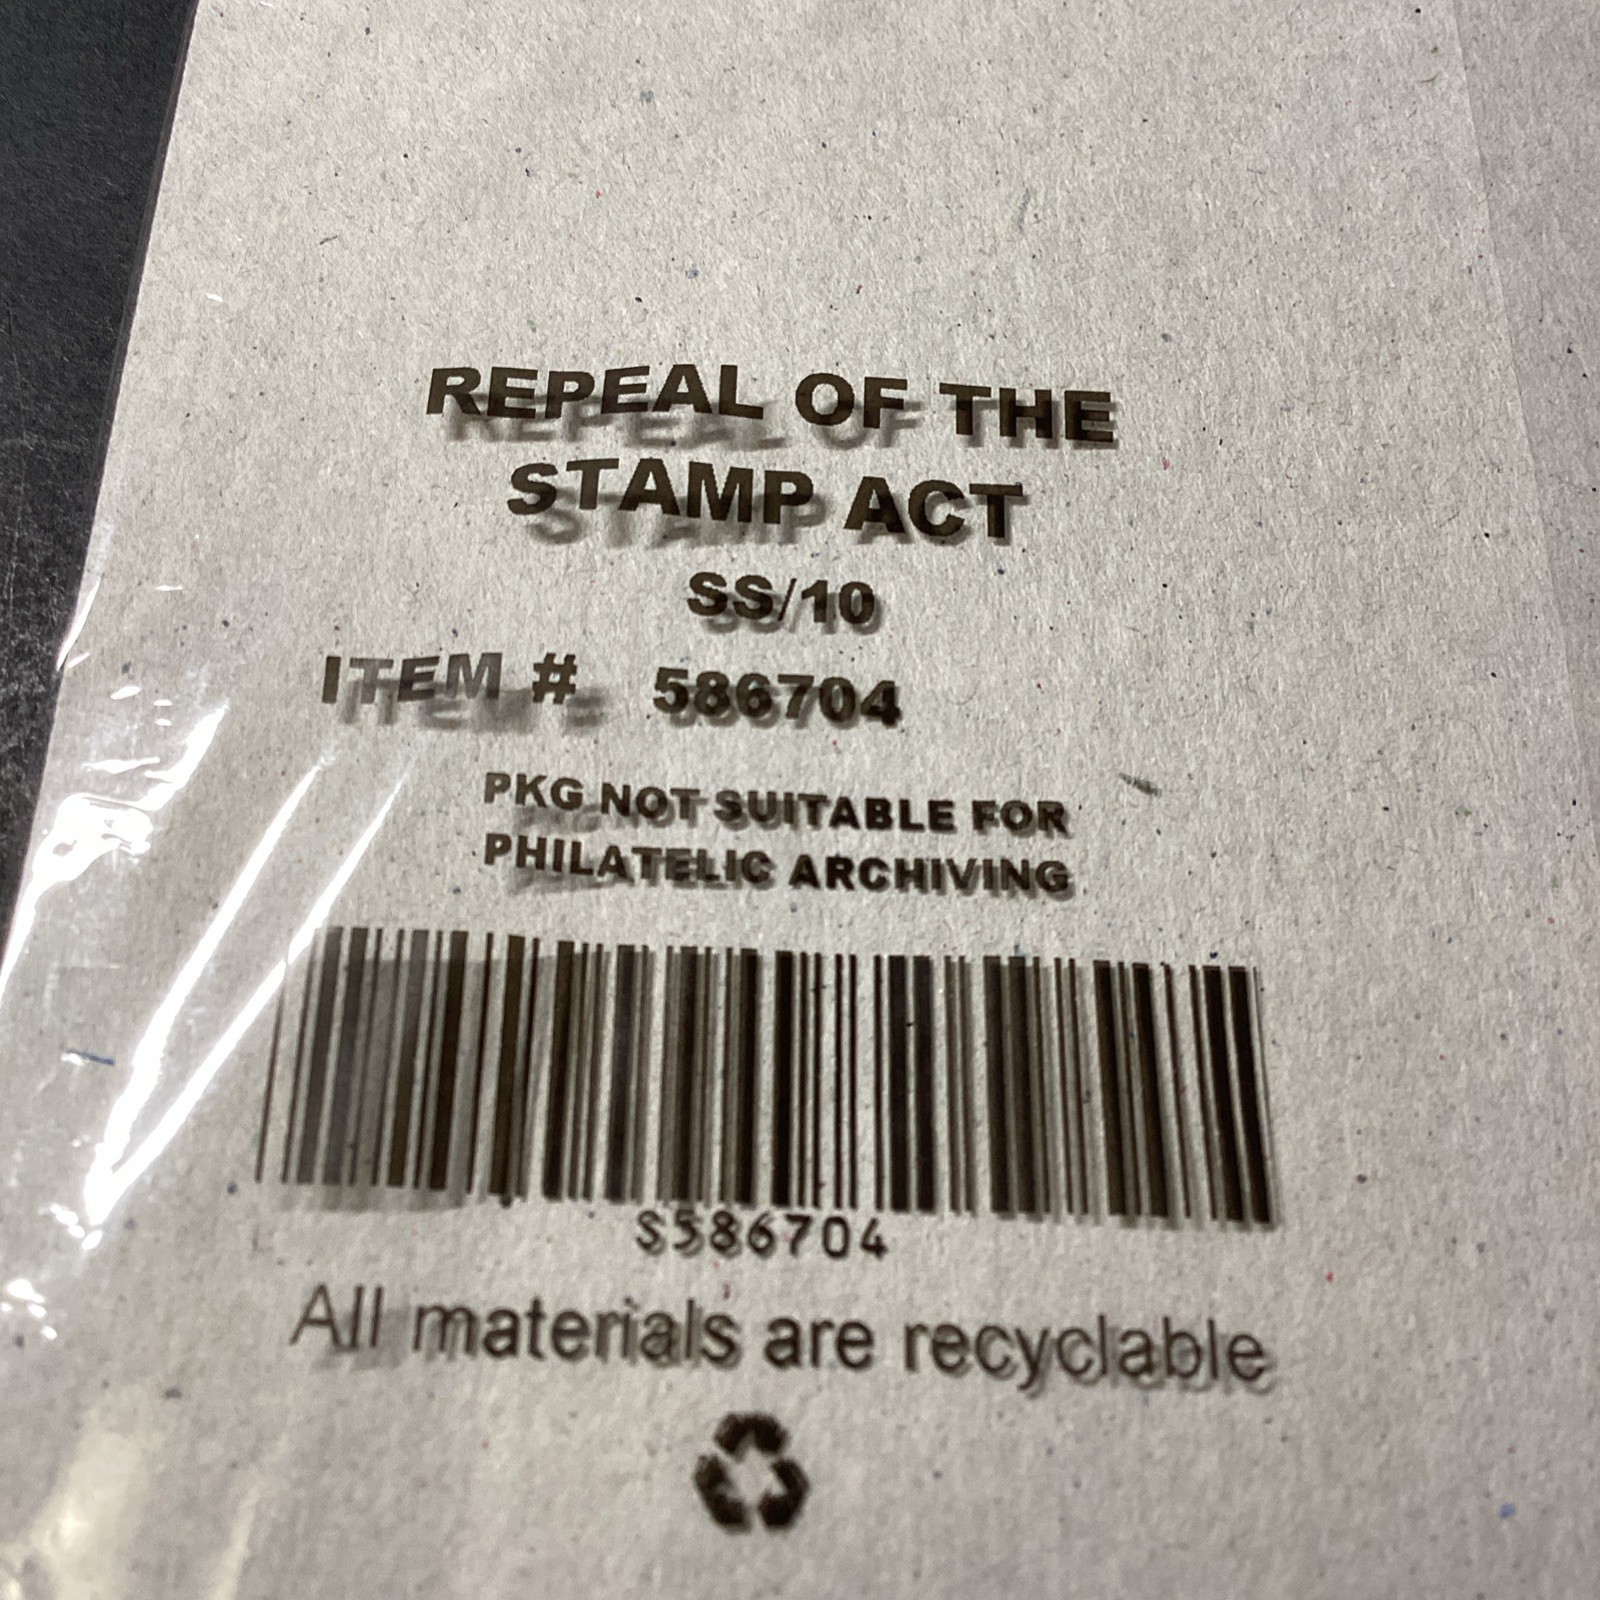 REPEAL OF THE
STAMP ACT
SS/10
ITEM # 586704
PKG NOT SUITABLE FOR
PHILATELIC ARCHIVING
S586704
All materials are recyclable